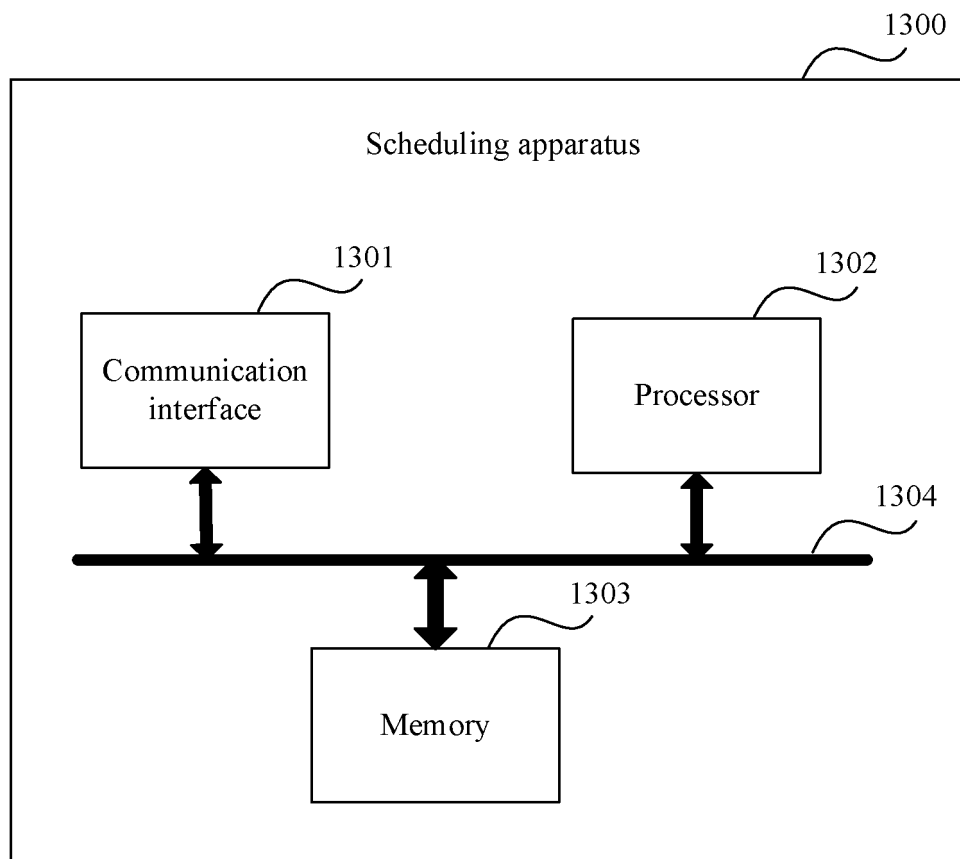 1300
Scheduling apparatus
1301
1302
Communication
interface
Processor
1304
1303
Memory